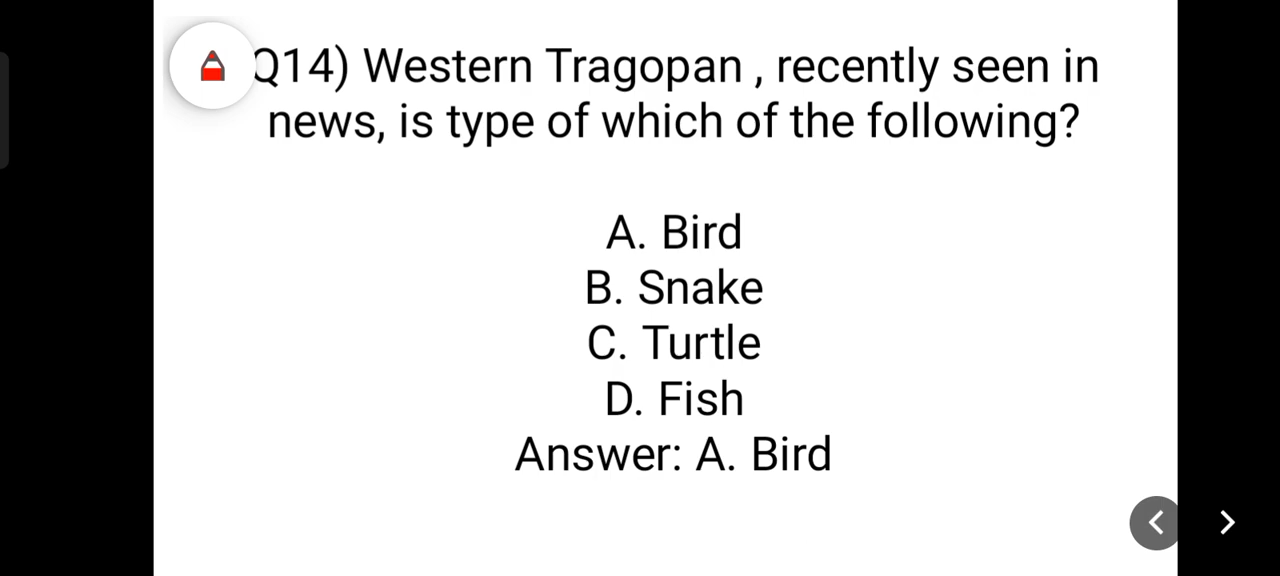 Q14) Western Tragopan , recently seen in
news, is type of which of the following?
A. Bird
B. Snake
C. Turtle
D. Fish
Answer: A. Bird